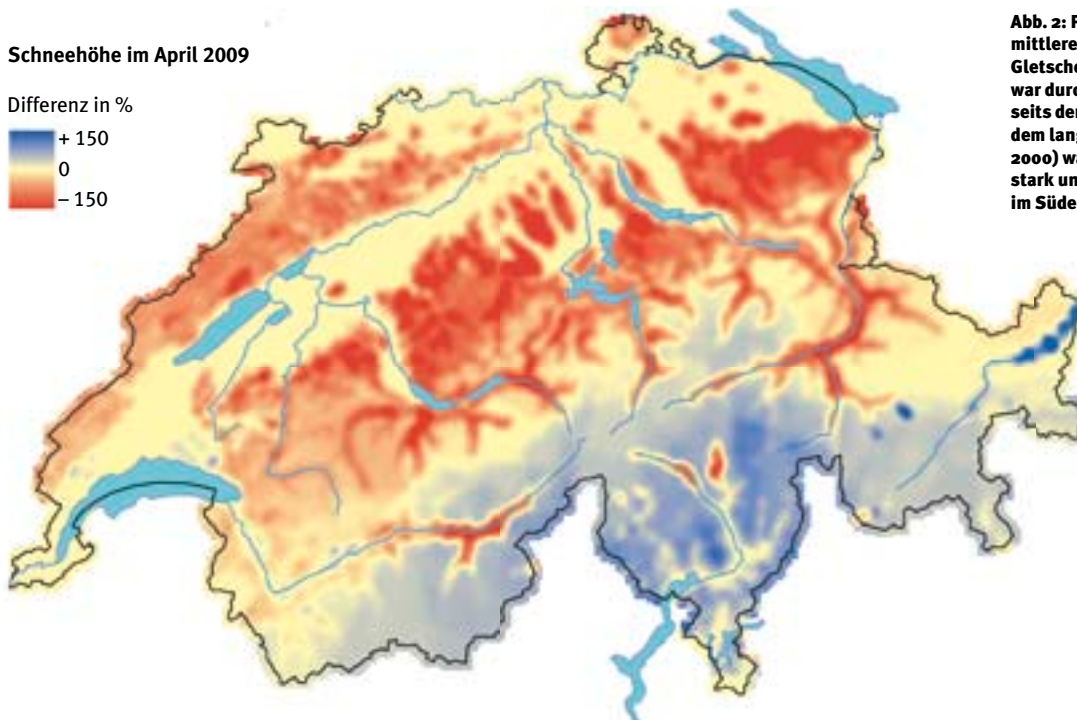 Schneehöhe im April 2009
Differenz in %
+ 150
0
– 150
Abb. 2:
mittlere
Gletsche
war durc
seits der
dem lang
2000) wa
stark un
im Süde